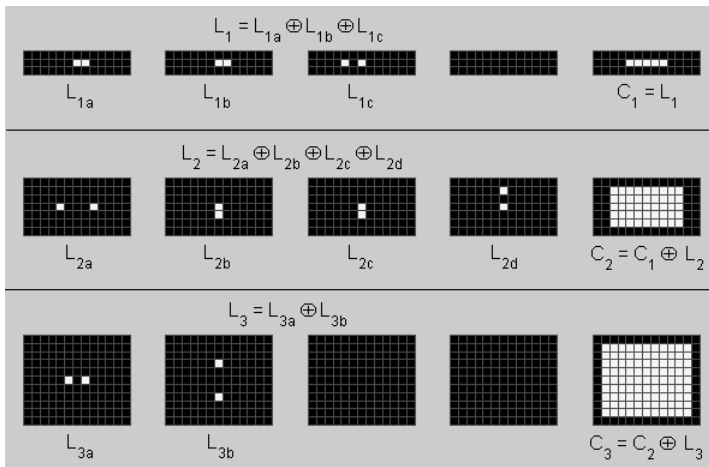 L₁ = L₁ₐ ⊕ L₁b ⊕ L₁c
L₁ₐ L₁b L₁c C₁ = L₁
L₂ = L₂ₐ ⊕ L₂b ⊕ L₂c ⊕ L₂d
L₂ₐ L₂b L₂c L₂d C₂ = C₁ ⊕ L₂
L₃ = L₃ₐ ⊕ L₃b
L₃ₐ L₃b C₃ = C₂ ⊕ L₃